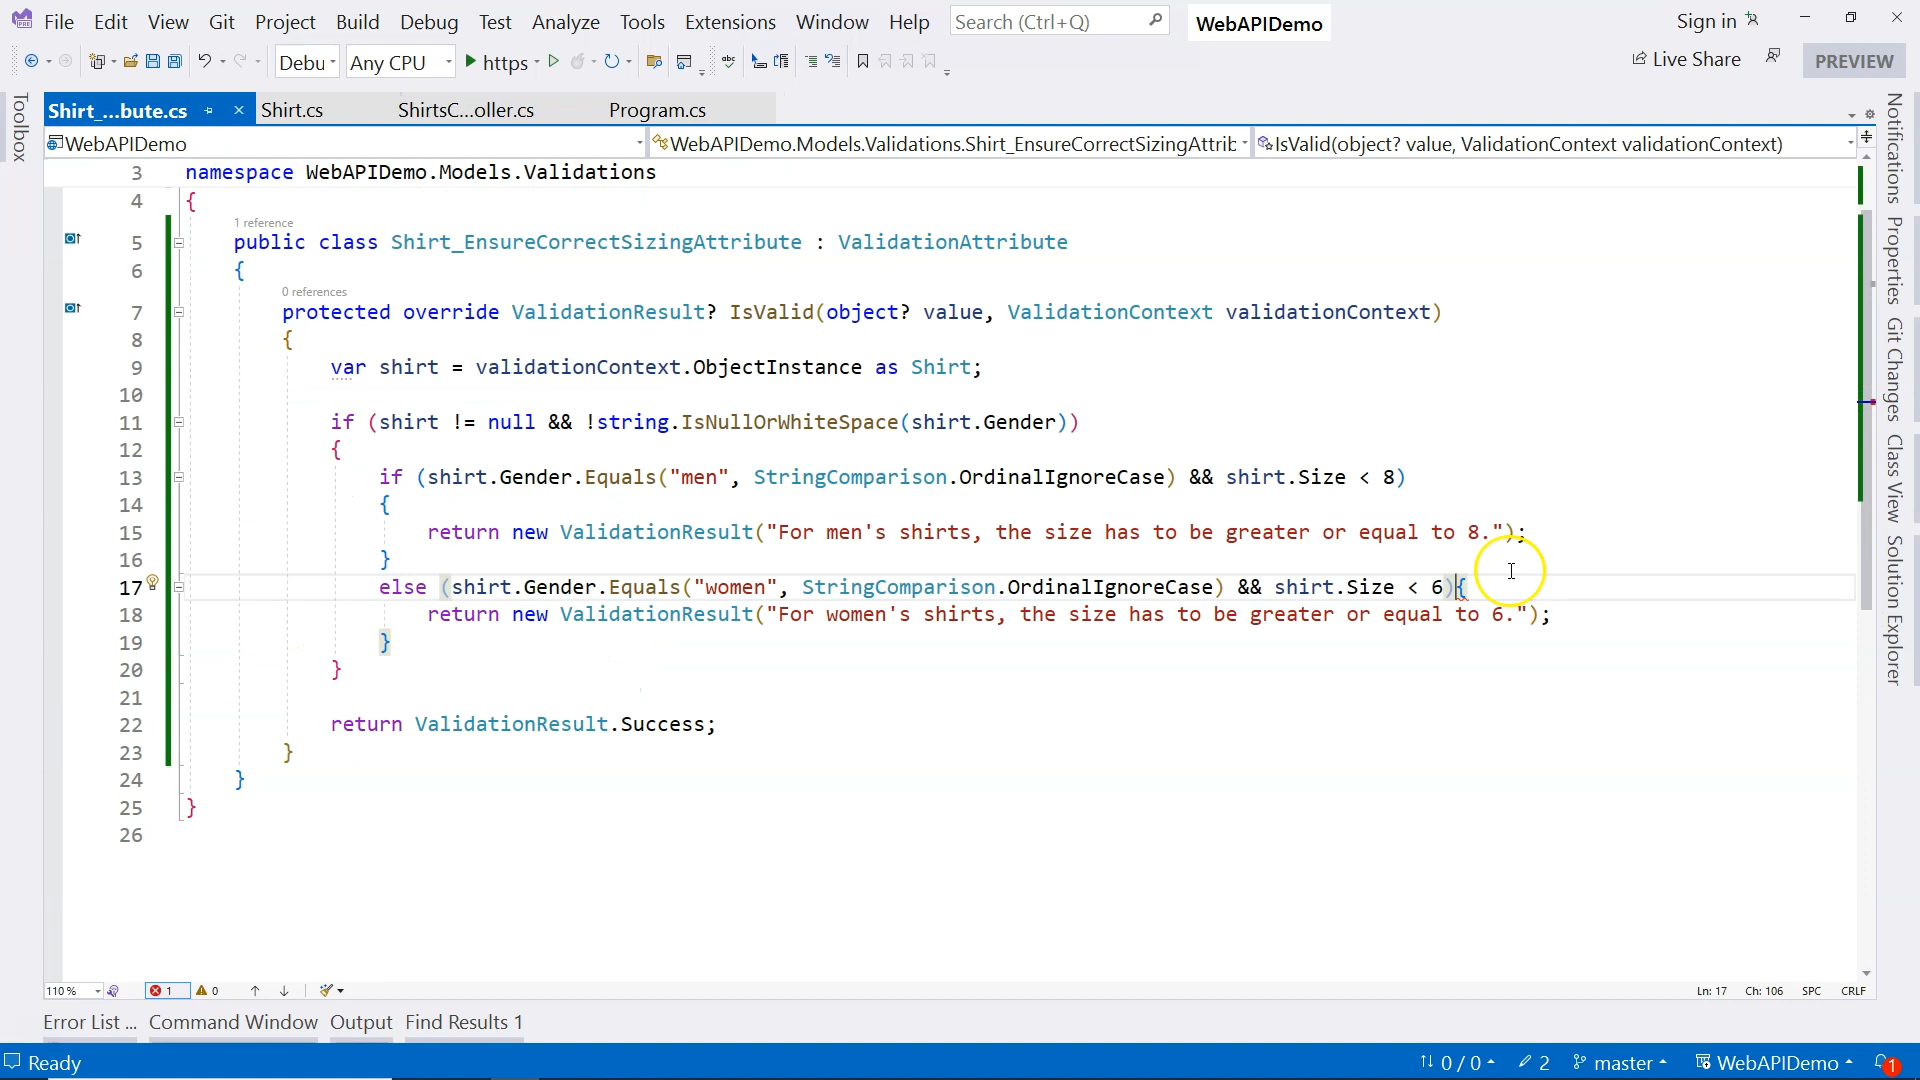 File Edit View Git Project Build Debug Test Analyze Tools Extensions Window Help Search (Ctrl+Q) WebAPIDemo Sign in
Debu Any CPU https Live Share PREVIEW
Shirt_...bute.cs Shirt.cs ShirtsC...oller.cs Program.cs
WebAPIDemo WebAPIDemo.Models.Validations.Shirt_EnsureCorrectSizingAttrib IsValid(object? value, ValidationContext validationContext)
Toolbox
3 namespace WebAPIDemo.Models.Validations
4 {
1 reference
5 public class Shirt_EnsureCorrectSizingAttribute : ValidationAttribute
6 {
0 references
7 protected override ValidationResult? IsValid(object? value, ValidationContext validationContext)
8 {
9 var shirt = validationContext.ObjectInstance as Shirt;
10
11 if (shirt != null && !string.IsNullOrWhiteSpace(shirt.Gender))
12 {
13 if (shirt.Gender.Equals("men", StringComparison.OrdinalIgnoreCase) && shirt.Size < 8)
14 {
15 return new ValidationResult("For men's shirts, the size has to be greater or equal to 8.");
16 }
17 else (shirt.Gender.Equals("women", StringComparison.OrdinalIgnoreCase) && shirt.Size < 6){
18 return new ValidationResult("For women's shirts, the size has to be greater or equal to 6.");
19 }
20 }
21
22 return ValidationResult.Success;
23 }
24 }
25 }
26
Notifications
Properties
Git Changes
Class View
Solution Explorer
110 % 1 0 Ln: 17 Ch: 106 SPC CRLF
Error List ... Command Window Output Find Results 1
Ready 0 / 0 2 master WebAPIDemo 1